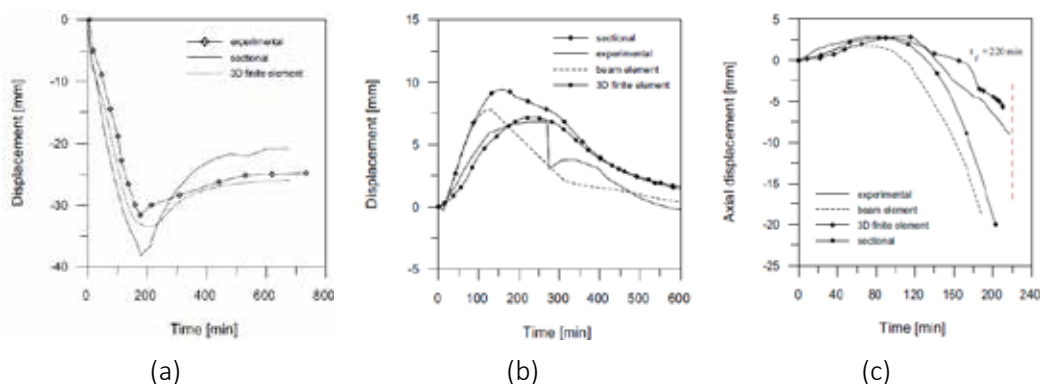 0
-10
-20
-30
-40
Displacement [mm]
experimental
sectional
3D finite element
0
200
400
600
800
Time [min]
(a)
15
10
5
0
5
Displacement [mm]
sectional
experimental
beam element
3D finite element
0
100
200
300
400
500
600
Time [min]
(b)
5
0
-5
-10
-15
-20
-25
Axial displacement [mm]
= 220 min
experimental
beam element
3D finite element
sectional
0
40
80
120
160
200
240
Time [min]
(c)